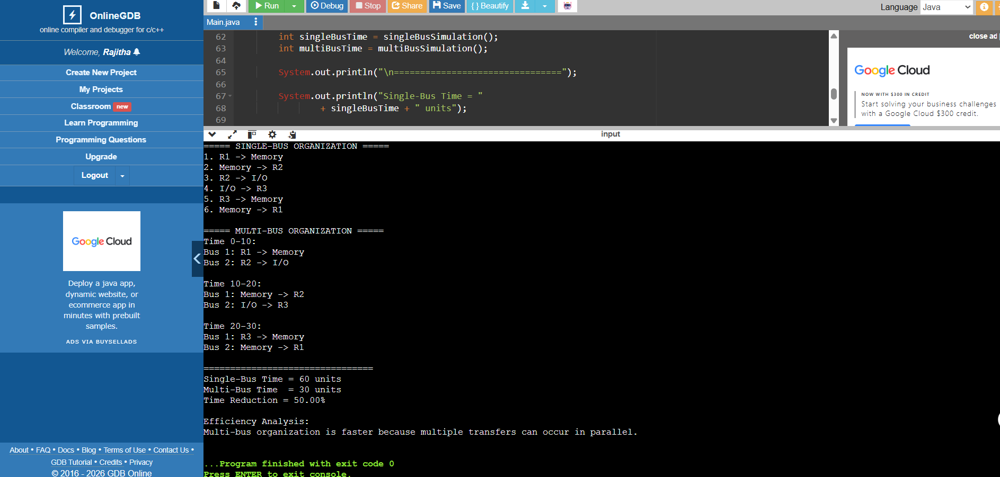 OnlineGDB
online compiler and debugger for c/c++
Welcome, Rajitha
Create New Project
My Projects
Classroom new
Learn Programming
Programming Questions
Upgrade
Logout
Google Cloud
Deploy a java app,
dynamic website, or
ecommerce app in
minutes with prebuilt
samples.
ADS VIA BUYSELLADS
About • FAQ • Docs • Blog • Terms of Use • Contact Us •
GDB Tutorial • Credits • Privacy
© 2016 - 2026 GDB Online
Run Debug Stop Share Save { } Beautify
Language Java
Main.java
62 int singleBusTime = singleBusSimulation();
63 int multiBusTime = multiBusSimulation();
64
65 System.out.println("\n================================");
66
67 System.out.println("Single-Bus Time = "
68 + singleBusTime + " units");
69
close ad
Google Cloud
NOW WITH $300 IN CREDIT
Start solving your business challenges
with a Google Cloud $300 credit.
input
===== SINGLE-BUS ORGANIZATION =====
1. R1 -> Memory
2. Memory -> R2
3. R2 -> I/O
4. I/O -> R3
5. R3 -> Memory
6. Memory -> R1
===== MULTI-BUS ORGANIZATION =====
Time 0-10:
Bus 1: R1 -> Memory
Bus 2: R2 -> I/O
Time 10-20:
Bus 1: Memory -> R2
Bus 2: I/O -> R3
Time 20-30:
Bus 1: R3 -> Memory
Bus 2: Memory -> R1
================================
Single-Bus Time = 60 units
Multi-Bus Time  = 30 units
Time Reduction = 50.00%
Efficiency Analysis:
Multi-bus organization is faster because multiple transfers can occur in parallel.
...Program finished with exit code 0
Press ENTER to exit console.